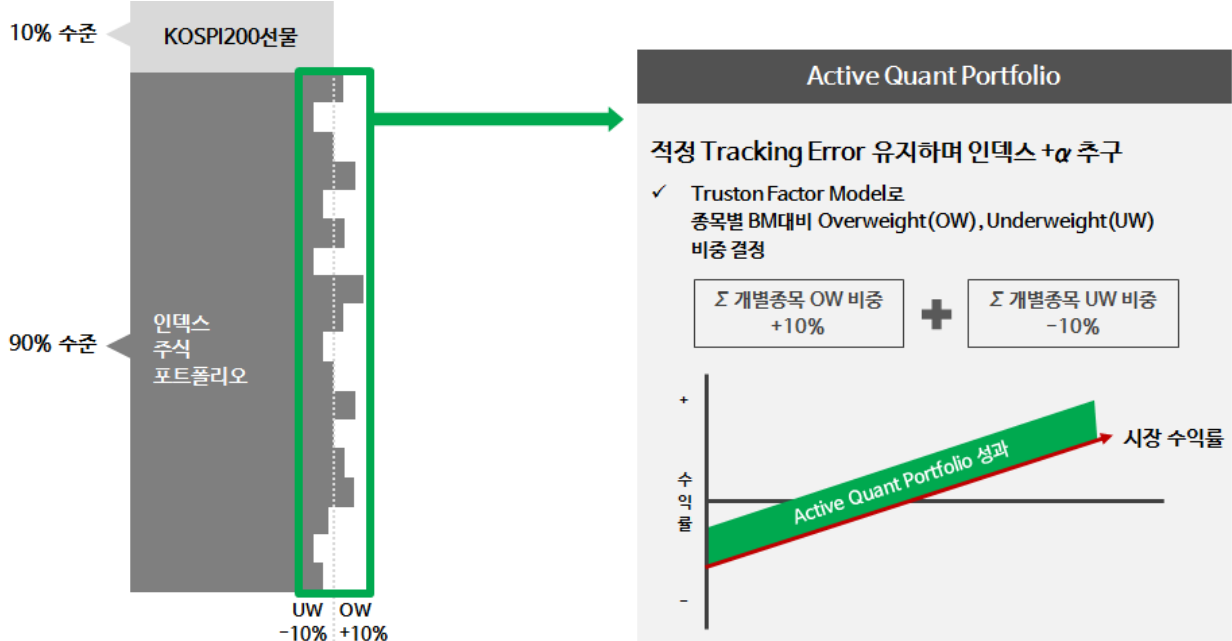 10% 수준
KOSPI200선물
90% 수준
인덱스
주식
포트폴리오
UW
-10%
OW
+10%
Active Quant Portfolio
적정 Tracking Error 유지하며 인덱스 +α 추구
✓ Truston Factor Model로
종목별 BM대비 Overweight(OW), Underweight(UW)
비중 결정
Σ 개별종목 OW 비중
+10%
+
Σ 개별종목 UW 비중
-10%
+
수익률
-
Active Quant Portfolio 성과
시장 수익률